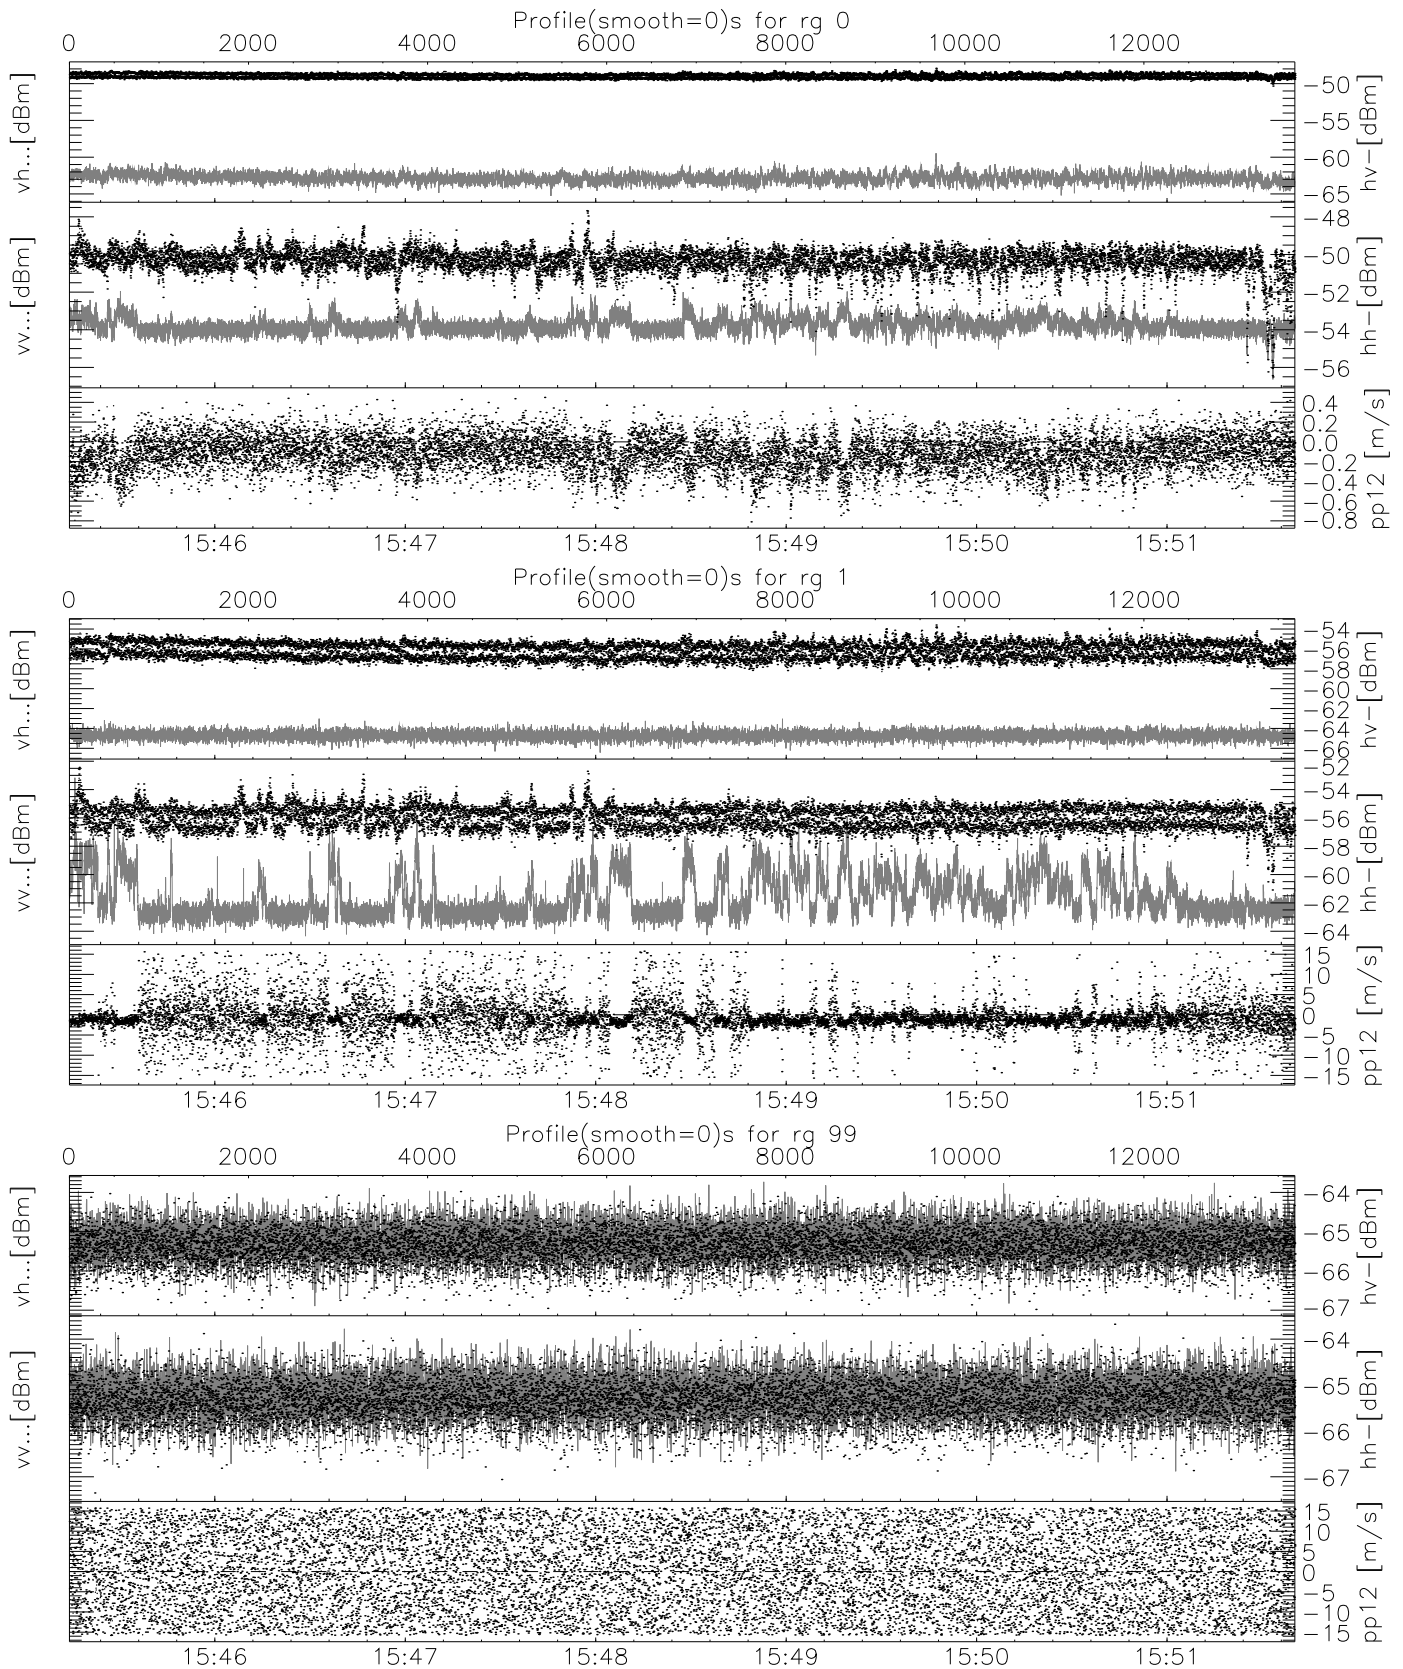 Profile(smooth=0)s for rg 0
0 2000 4000 6000 8000 10000 12000
vh...[dBm]
-50
-55
-60
-65
hv-[dBm]
vv...[dBm]
-48
-50
-52
-54
-56
hh-[dBm]
0.4
0.2
0.0
-0.2
-0.4
-0.6
-0.8
pp12 [m/s]
15:46 15:47 15:48 15:49 15:50 15:51
Profile(smooth=0)s for rg 1
0 2000 4000 6000 8000 10000 12000
vh...[dBm]
-54
-56
-58
-60
-62
-64
-66
hv-[dBm]
vv...[dBm]
-52
-54
-56
-58
-60
-62
-64
hh-[dBm]
15
10
5
0
-5
-10
-15
pp12 [m/s]
15:46 15:47 15:48 15:49 15:50 15:51
Profile(smooth=0)s for rg 99
0 2000 4000 6000 8000 10000 12000
vh...[dBm]
-64
-65
-66
-67
hv-[dBm]
vv...[dBm]
-64
-65
-66
-67
hh-[dBm]
15
10
5
0
-5
-10
-15
pp12 [m/s]
15:46 15:47 15:48 15:49 15:50 15:51